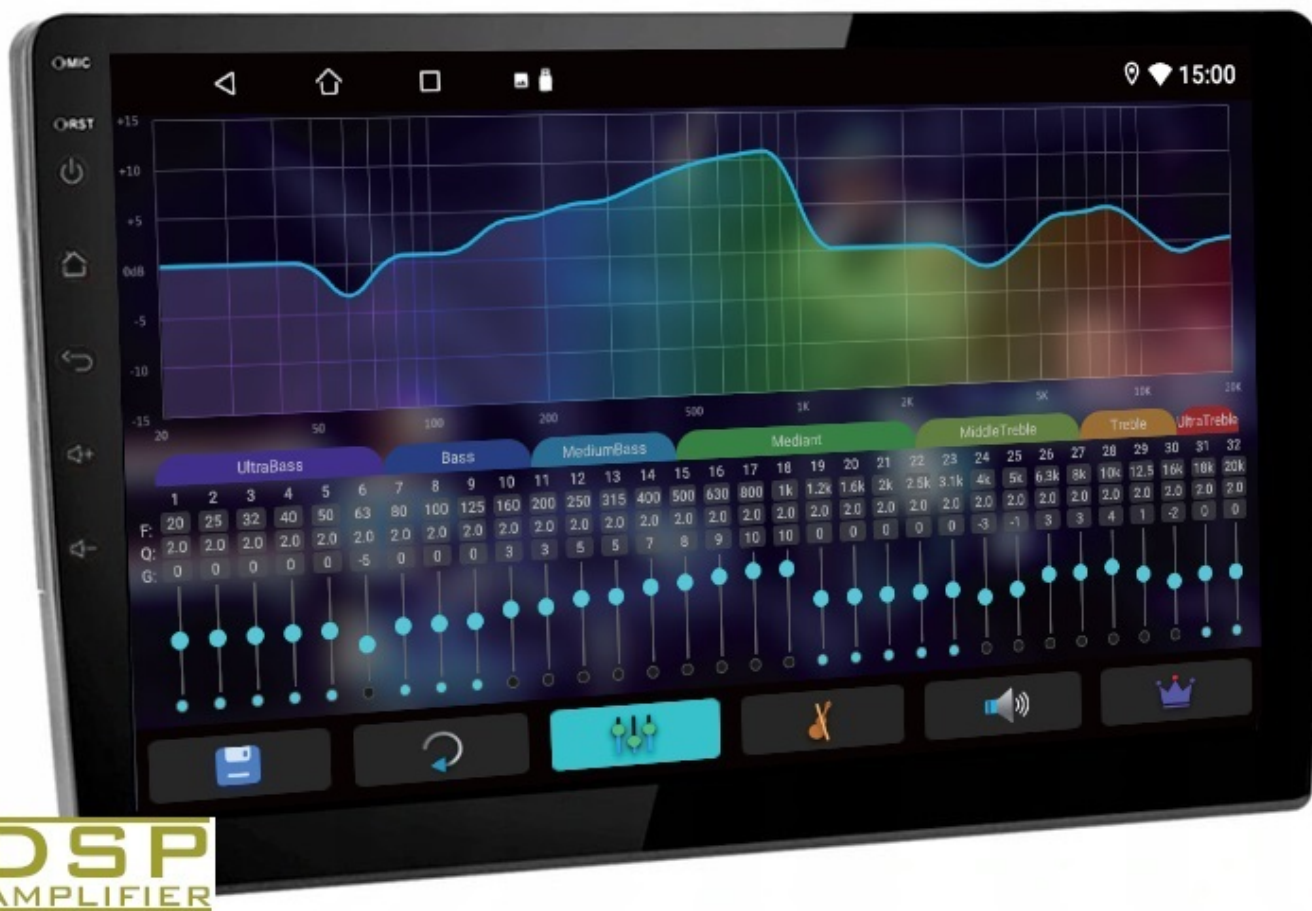 MIC
15:00
RST
+15
+10
+5
0dB
-5
-10
-15
20 50 100 200 500 1K 2K 5K 10K 20K
UltraBass Bass MediumBass Mediant MiddleTreble Treble UltraTreble
1 2 3 4 5 6 7 8 9 10 11 12 13 14 15 16 17 18 19 20 21 22 23 24 25 26 27 28 29 30 31 32
F: 20 25 32 40 50 63 80 100 125 160 200 250 315 400 500 630 800 1k 1.2k 1.6k 2k 2.5k 3.1k 4k 5k 6.3k 8k 10k 12.5 16k 18k 20k
Q: 2.0 2.0 2.0 2.0 2.0 2.0 2.0 2.0 2.0 2.0 2.0 2.0 2.0 2.0 2.0 2.0 2.0 2.0 2.0 2.0 2.0 2.0 2.0 2.0 2.0 2.0 2.0 2.0 2.0 2.0 2.0 2.0
G: 0 0 0 0 0 -5 0 0 0 3 3 5 5 7 8 9 10 10 0 0 0 0 0 -3 -1 3 3 4 1 -2 0 0
DSP
AMPLIFIER